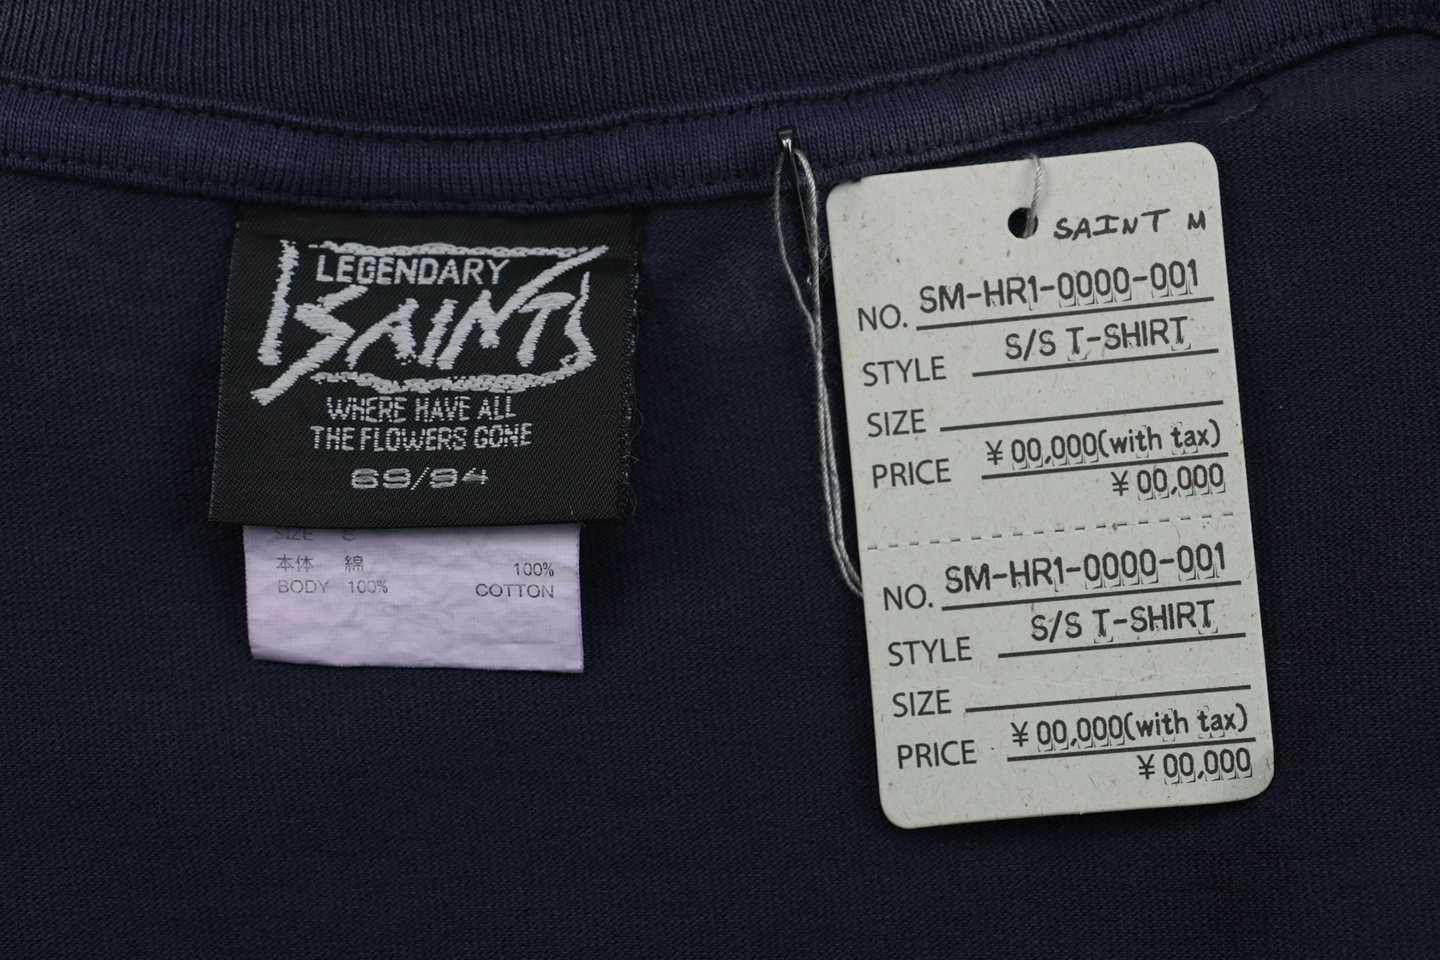 LEGENDARY
SAINT
WHERE HAVE ALL
THE FLOWERS GONE
69/94
SIZE
本体 綿 100%
BODY 100% COTTON
SAINT M
NO. SM-HR1-0000-001
STYLE S/S T-SHIRT
SIZE
PRICE ¥00,000(with tax)
¥00,000
NO. SM-HR1-0000-001
STYLE S/S T-SHIRT
SIZE
PRICE ¥00,000(with tax)
¥00,000